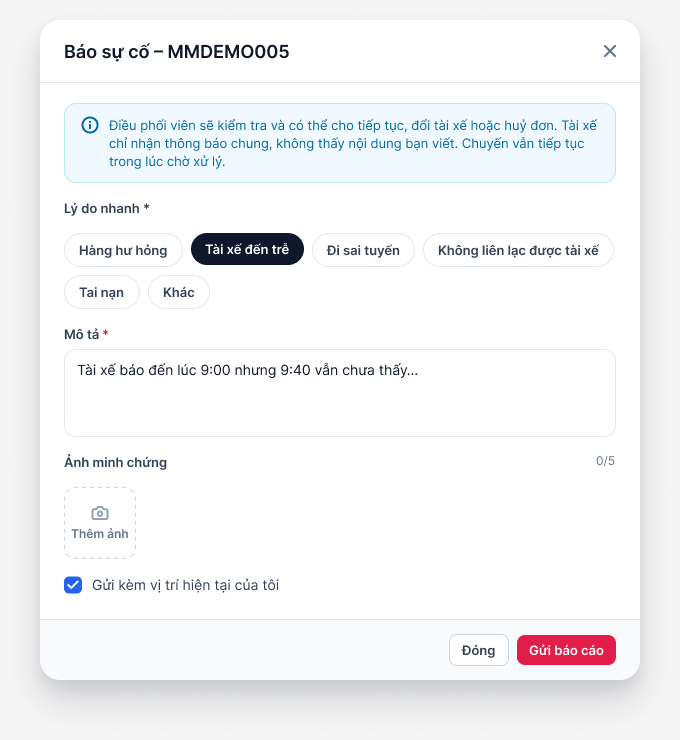 Báo sự cố – MMDEMO005
Điều phối viên sẽ kiểm tra và có thể cho tiếp tục, đổi tài xế hoặc huỷ đơn. Tài xế
chỉ nhận thông báo chung, không thấy nội dung bạn viết. Chuyến vẫn tiếp tục
trong lúc chờ xử lý.
Lý do nhanh *
Hàng hư hỏng
Tài xế đến trễ
Đi sai tuyến
Không liên lạc được tài xế
Tai nạn
Khác
Mô tả *
Tài xế báo đến lúc 9:00 nhưng 9:40 vẫn chưa thấy...
Ảnh minh chứng
0/5
Thêm ảnh
Gửi kèm vị trí hiện tại của tôi
Đóng
Gửi báo cáo